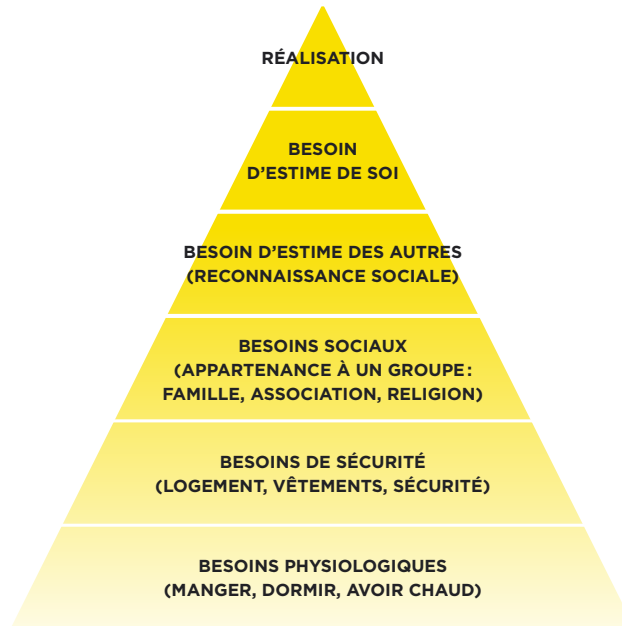 RÉALISATION
BESOIN
D'ESTIME DE SOI
BESOIN D'ESTIME DES AUTRES
(RECONNAISSANCE SOCIALE)
BESOINS SOCIAUX
(APPARTENANCE À UN GROUPE :
FAMILLE, ASSOCIATION, RELIGION)
BESOINS DE SÉCURITÉ
(LOGEMENT, VÊTEMENTS, SÉCURITÉ)
BESOINS PHYSIOLOGIQUES
(MANGER, DORMIR, AVOIR CHAUD)